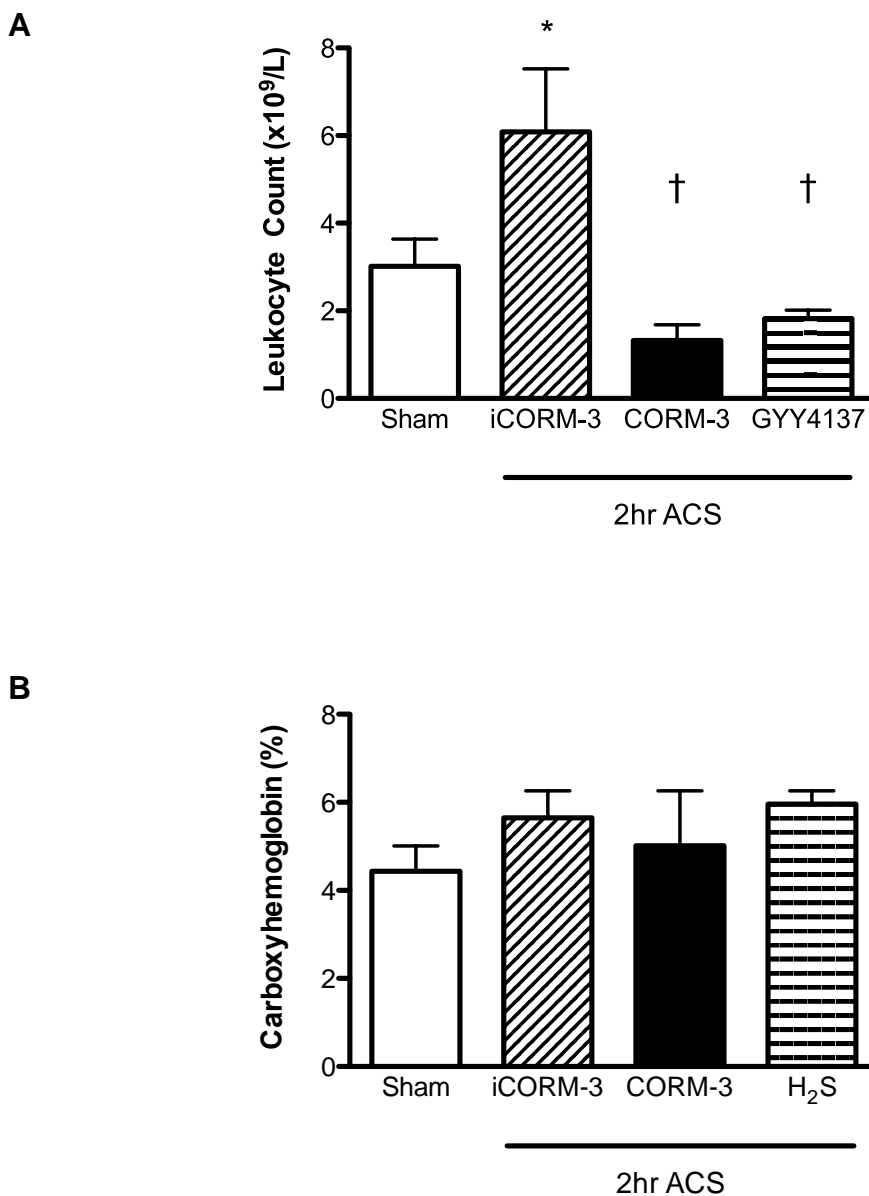 A
Leukocyte Count (x10⁹/L)
8
6
4
2
0
*
†
†
Sham iCORM-3 CORM-3 GYY4137
2hr ACS
B
Carboxyhemoglobin (%)
8
6
4
2
0
Sham iCORM-3 CORM-3 H₂S
2hr ACS